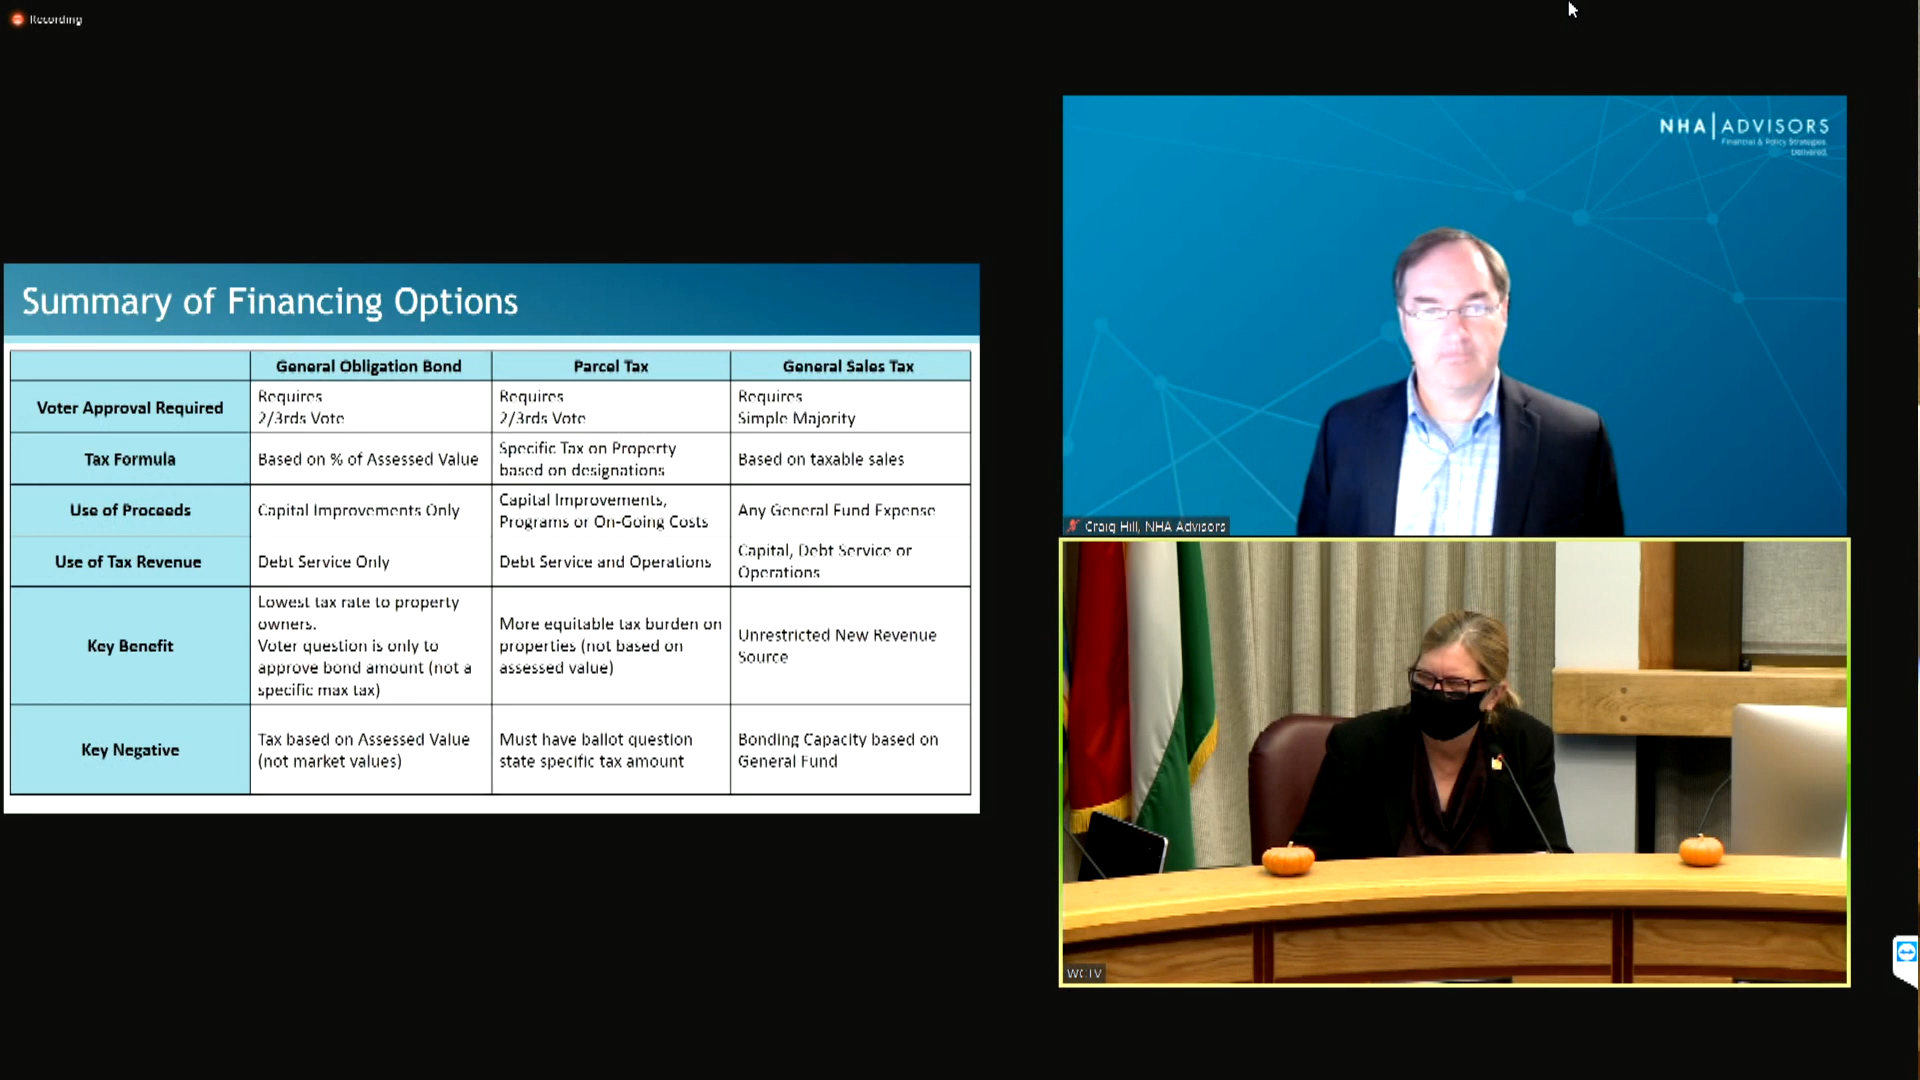 Recording
NHA|ADVISORS
Financial & Policy Strategies.
Delivered.
Summary of Financing Options
General Obligation Bond
Parcel Tax
General Sales Tax
Voter Approval Required
Requires
2/3rds Vote
Requires
2/3rds Vote
Requires
Simple Majority
Tax Formula
Based on % of Assessed Value
Specific Tax on Property
based on designations
Based on taxable sales
Use of Proceeds
Capital Improvements Only
Capital Improvements,
Programs or On-Going Costs
Any General Fund Expense
Use of Tax Revenue
Debt Service Only
Debt Service and Operations
Capital, Debt Service or
Operations
Key Benefit
Lowest tax rate to property
owners.
Voter question is only to
approve bond amount (not a
specific max tax)
More equitable tax burden on
properties (not based on
assessed value)
Unrestricted New Revenue
Source
Key Negative
Tax based on Assessed Value
(not market values)
Must have ballot question
state specific tax amount
Bonding Capacity based on
General Fund
Craig Hill, NHA Advisors
WCTV